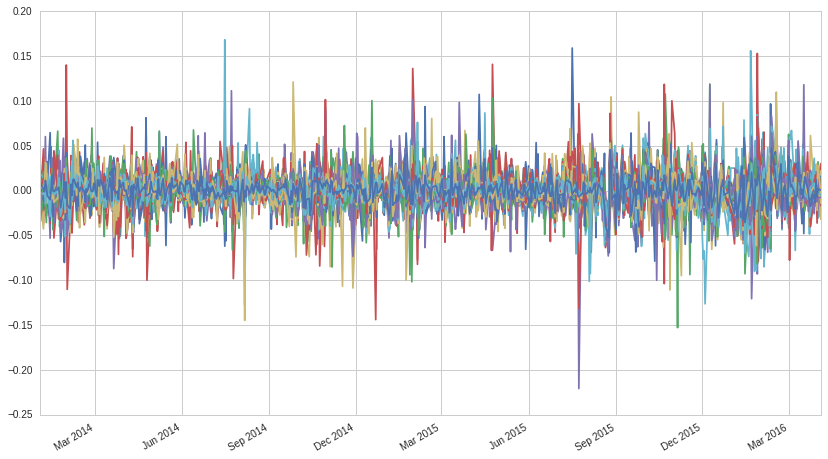 0.20
0.15
0.10
0.05
0.00
−0.05
−0.10
−0.15
−0.20
−0.25
Mar 2014
Jun 2014
Sep 2014
Dec 2014
Mar 2015
Jun 2015
Sep 2015
Dec 2015
Mar 2016